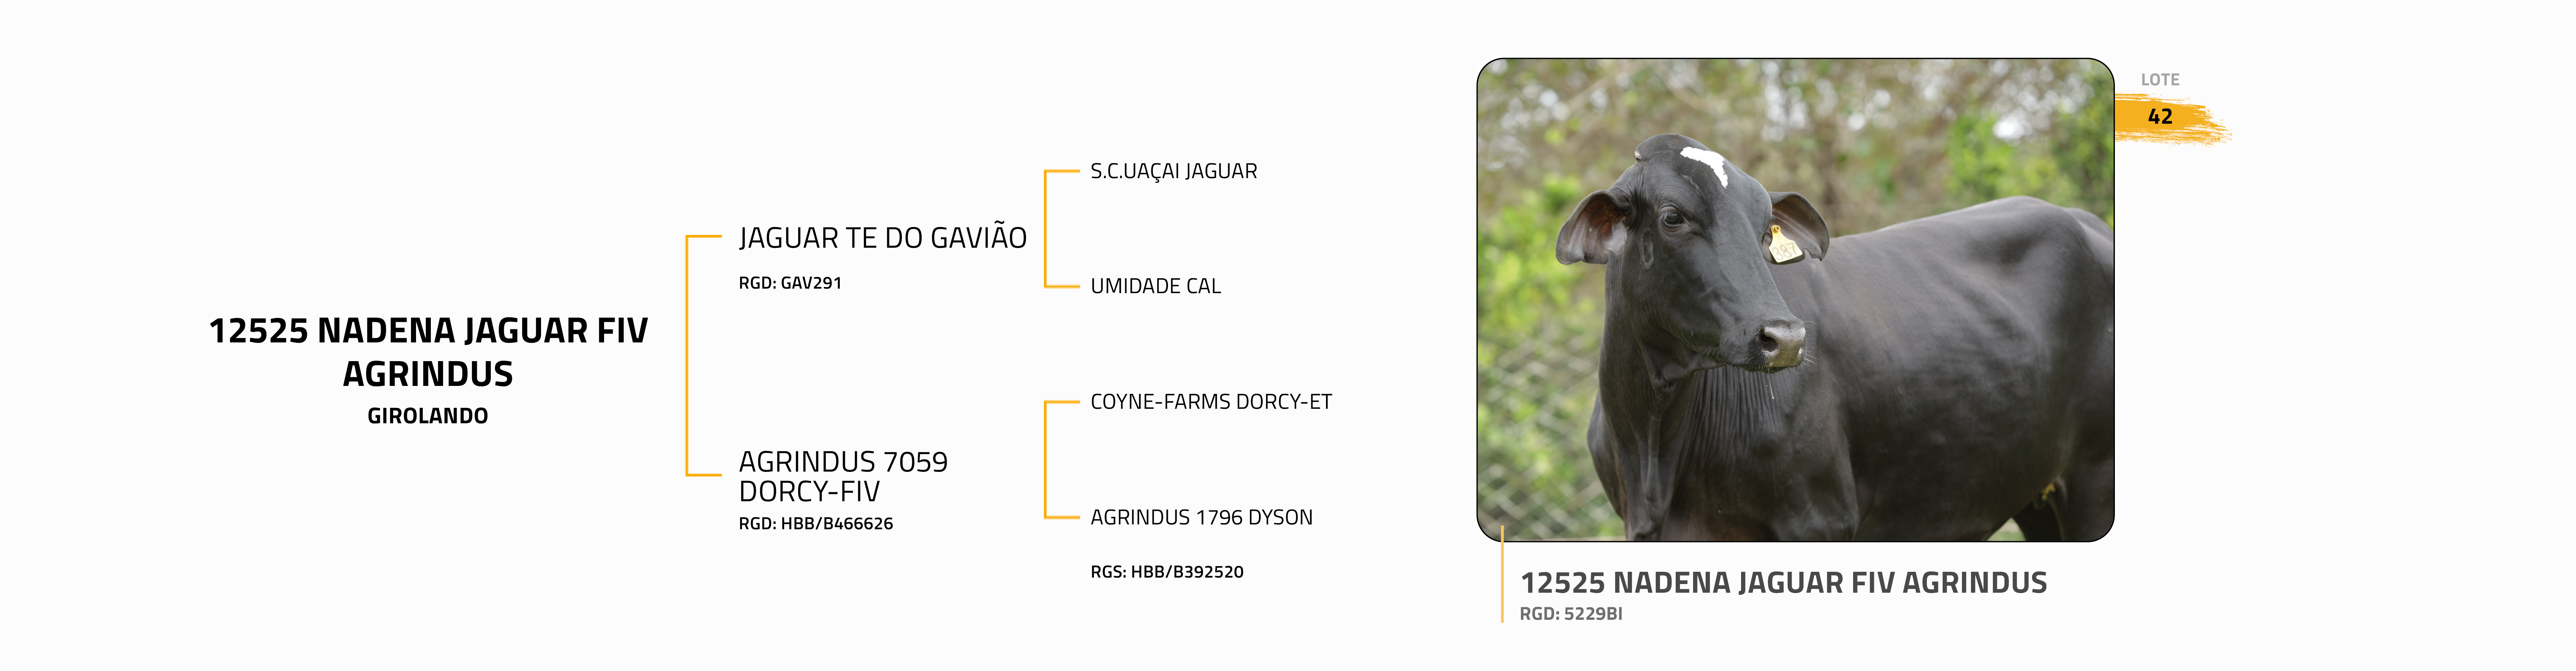 12525 NADENA JAGUAR FIV
AGRINDUS
GIROLANDO
JAGUAR TE DO GAVIÃO
RGD: GAV291
AGRINDUS 7059
DORCY-FIV
RGD: HBB/B466626
S.C.UAÇAI JAGUAR
UMIDADE CAL
COYNE-FARMS DORCY-ET
AGRINDUS 1796 DYSON
RGS: HBB/B392520
LOTE
42
12525 NADENA JAGUAR FIV AGRINDUS
RGD: 5229BI